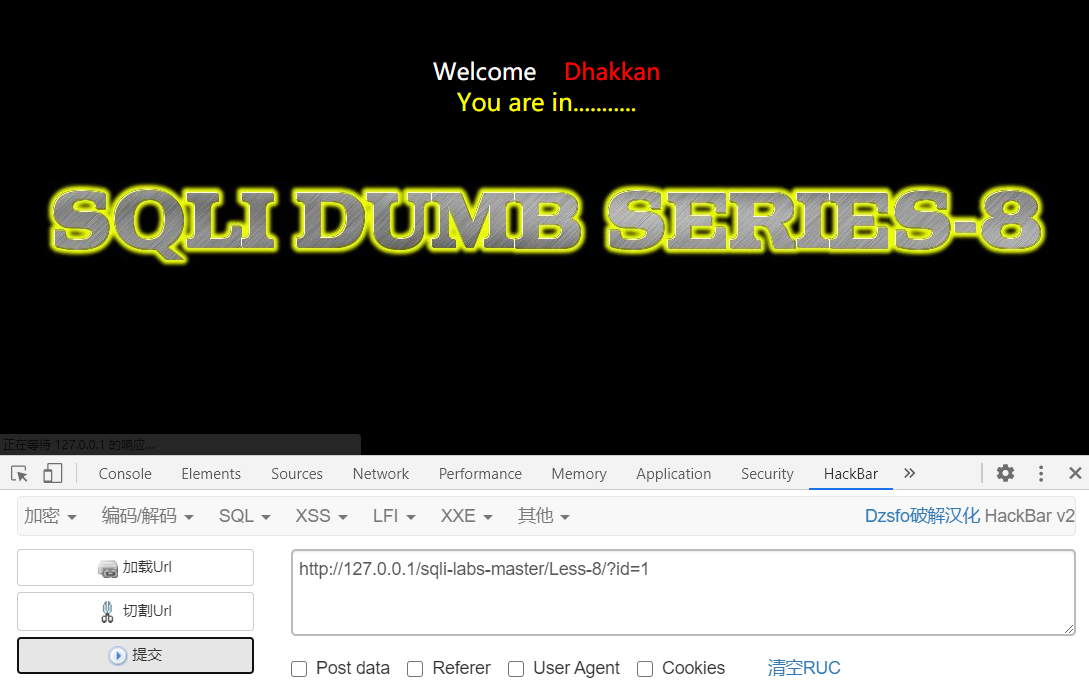 Welcome Dhakkan
You are in...........
SQLI DUMB SERIES-8
正在等待 127.0.0.1 的响应...
Console Elements Sources Network Performance Memory Application Security HackBar »
加密 编码/解码 SQL XSS LFI XXE 其他 Dzsfo破解汉化 HackBar v2
加载Url
http://127.0.0.1/sqli-labs-master/Less-8/?id=1
切割Url
提交
Post data Referer User Agent Cookies 清空RUC